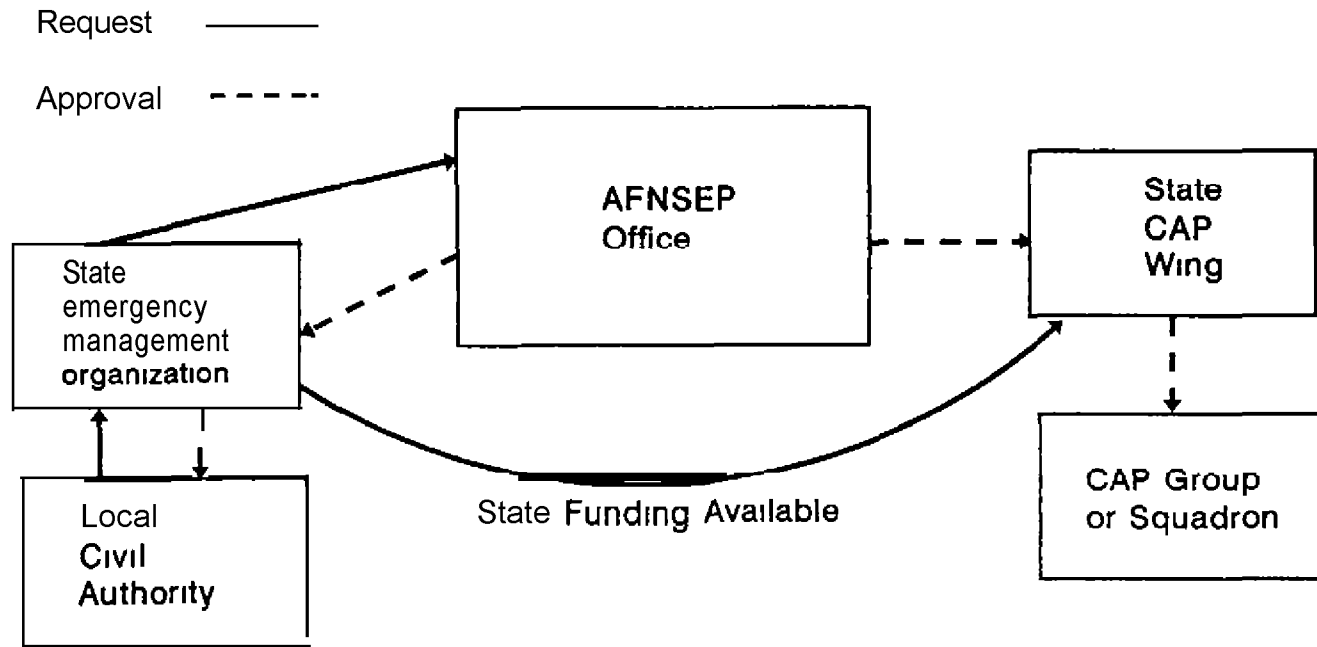 Request
Approval
AFNSEP
Office
State
CAP
Wing
State
emergency
management
organization
State Funding Available
CAP Group
or Squadron
Local
Civil
Authority